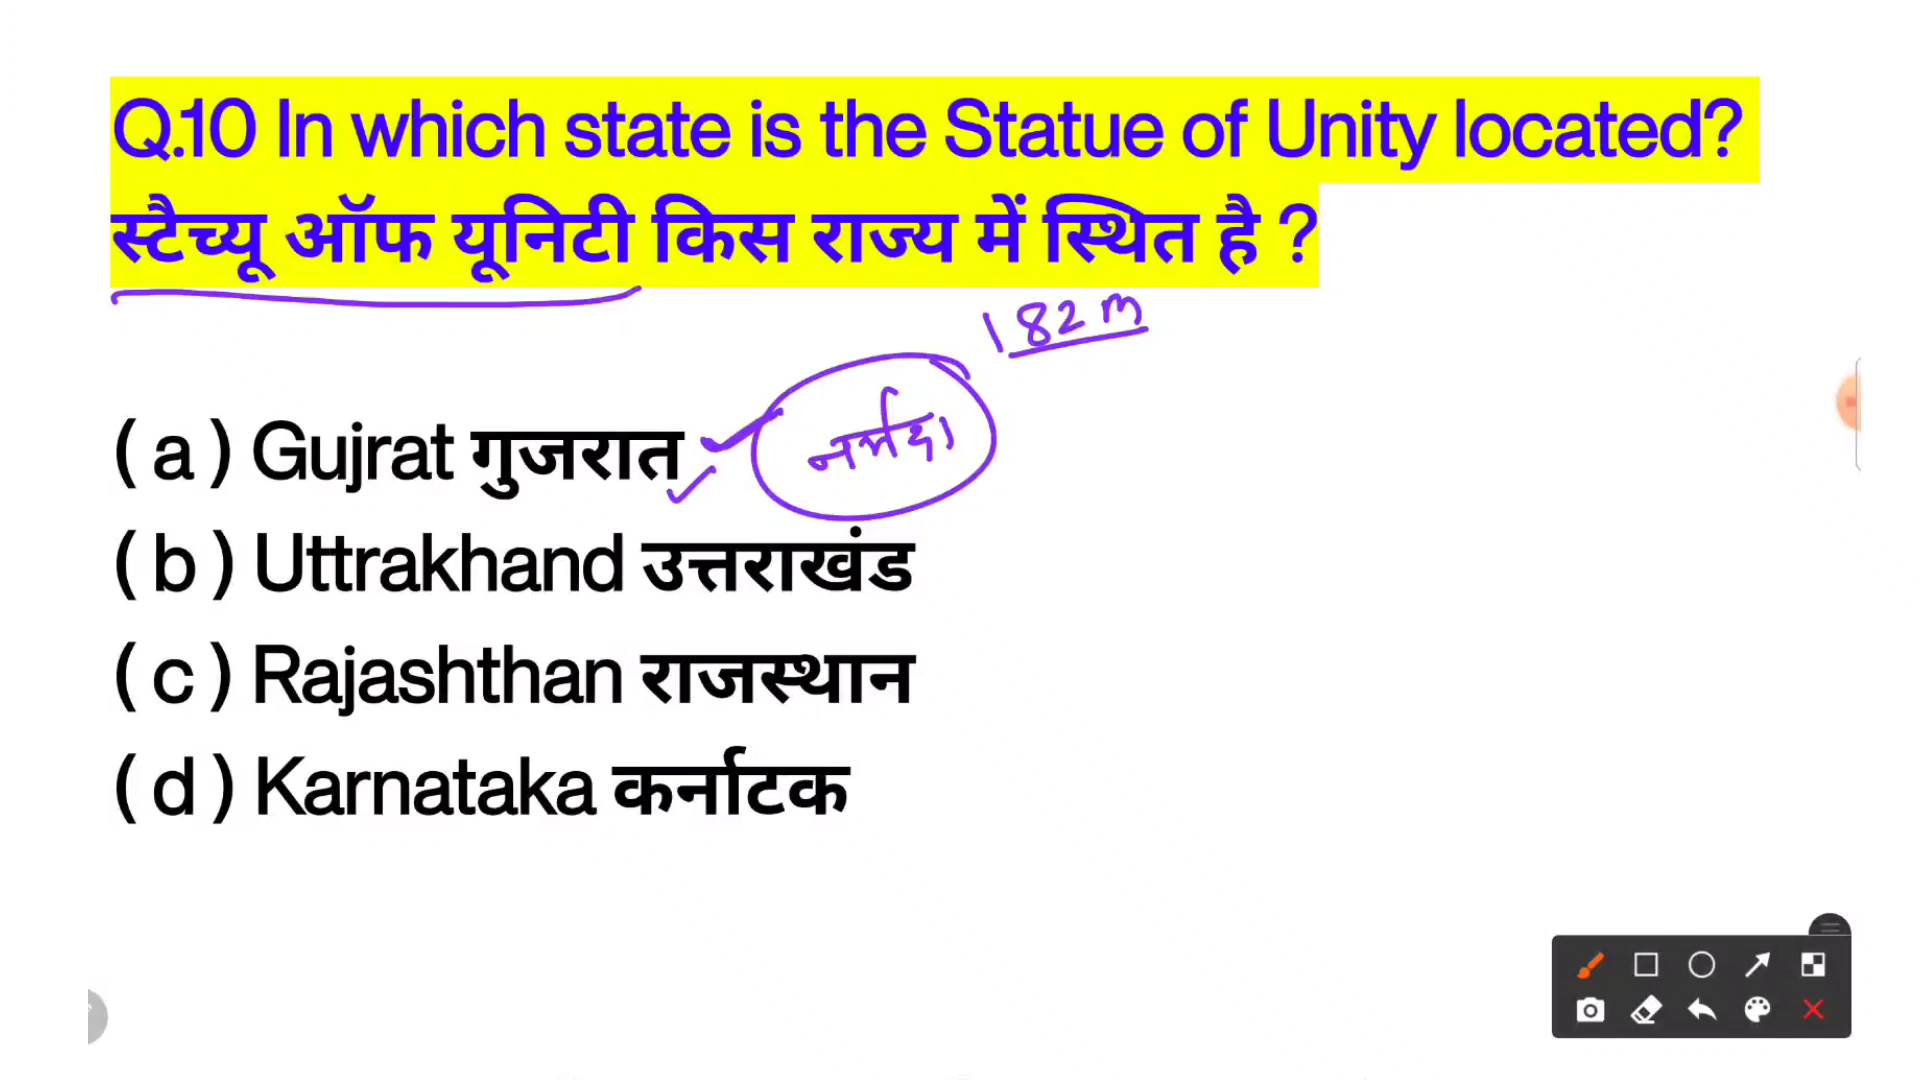 Q.10 In which state is the Statue of Unity located?
स्टैच्यू ऑफ यूनिटी किस राज्य में स्थित है ?
182 m
( a ) Gujrat गुजरात नर्मदा
( b ) Uttrakhand उत्तराखंड
( c ) Rajashthan राजस्थान
( d ) Karnataka कर्नाटक